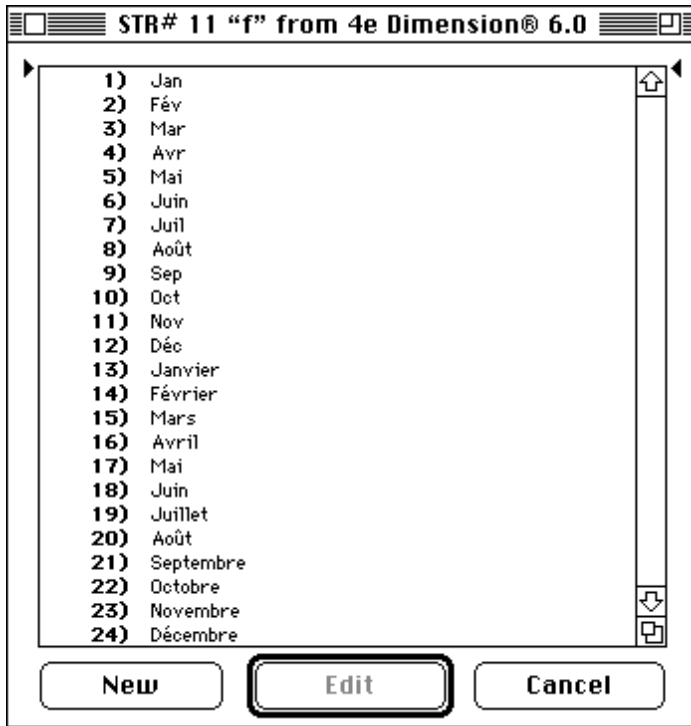 STR# 11 “f” from 4e Dimension® 6.0
1) Jan
2) Fév
3) Mar
4) Avr
5) Mai
6) Juin
7) Juil
8) Août
9) Sep
10) Oct
11) Nov
12) Déc
13) Janvier
14) Février
15) Mars
16) Avril
17) Mai
18) Juin
19) Juillet
20) Août
21) Septembre
22) Octobre
23) Novembre
24) Décembre
New Edit Cancel